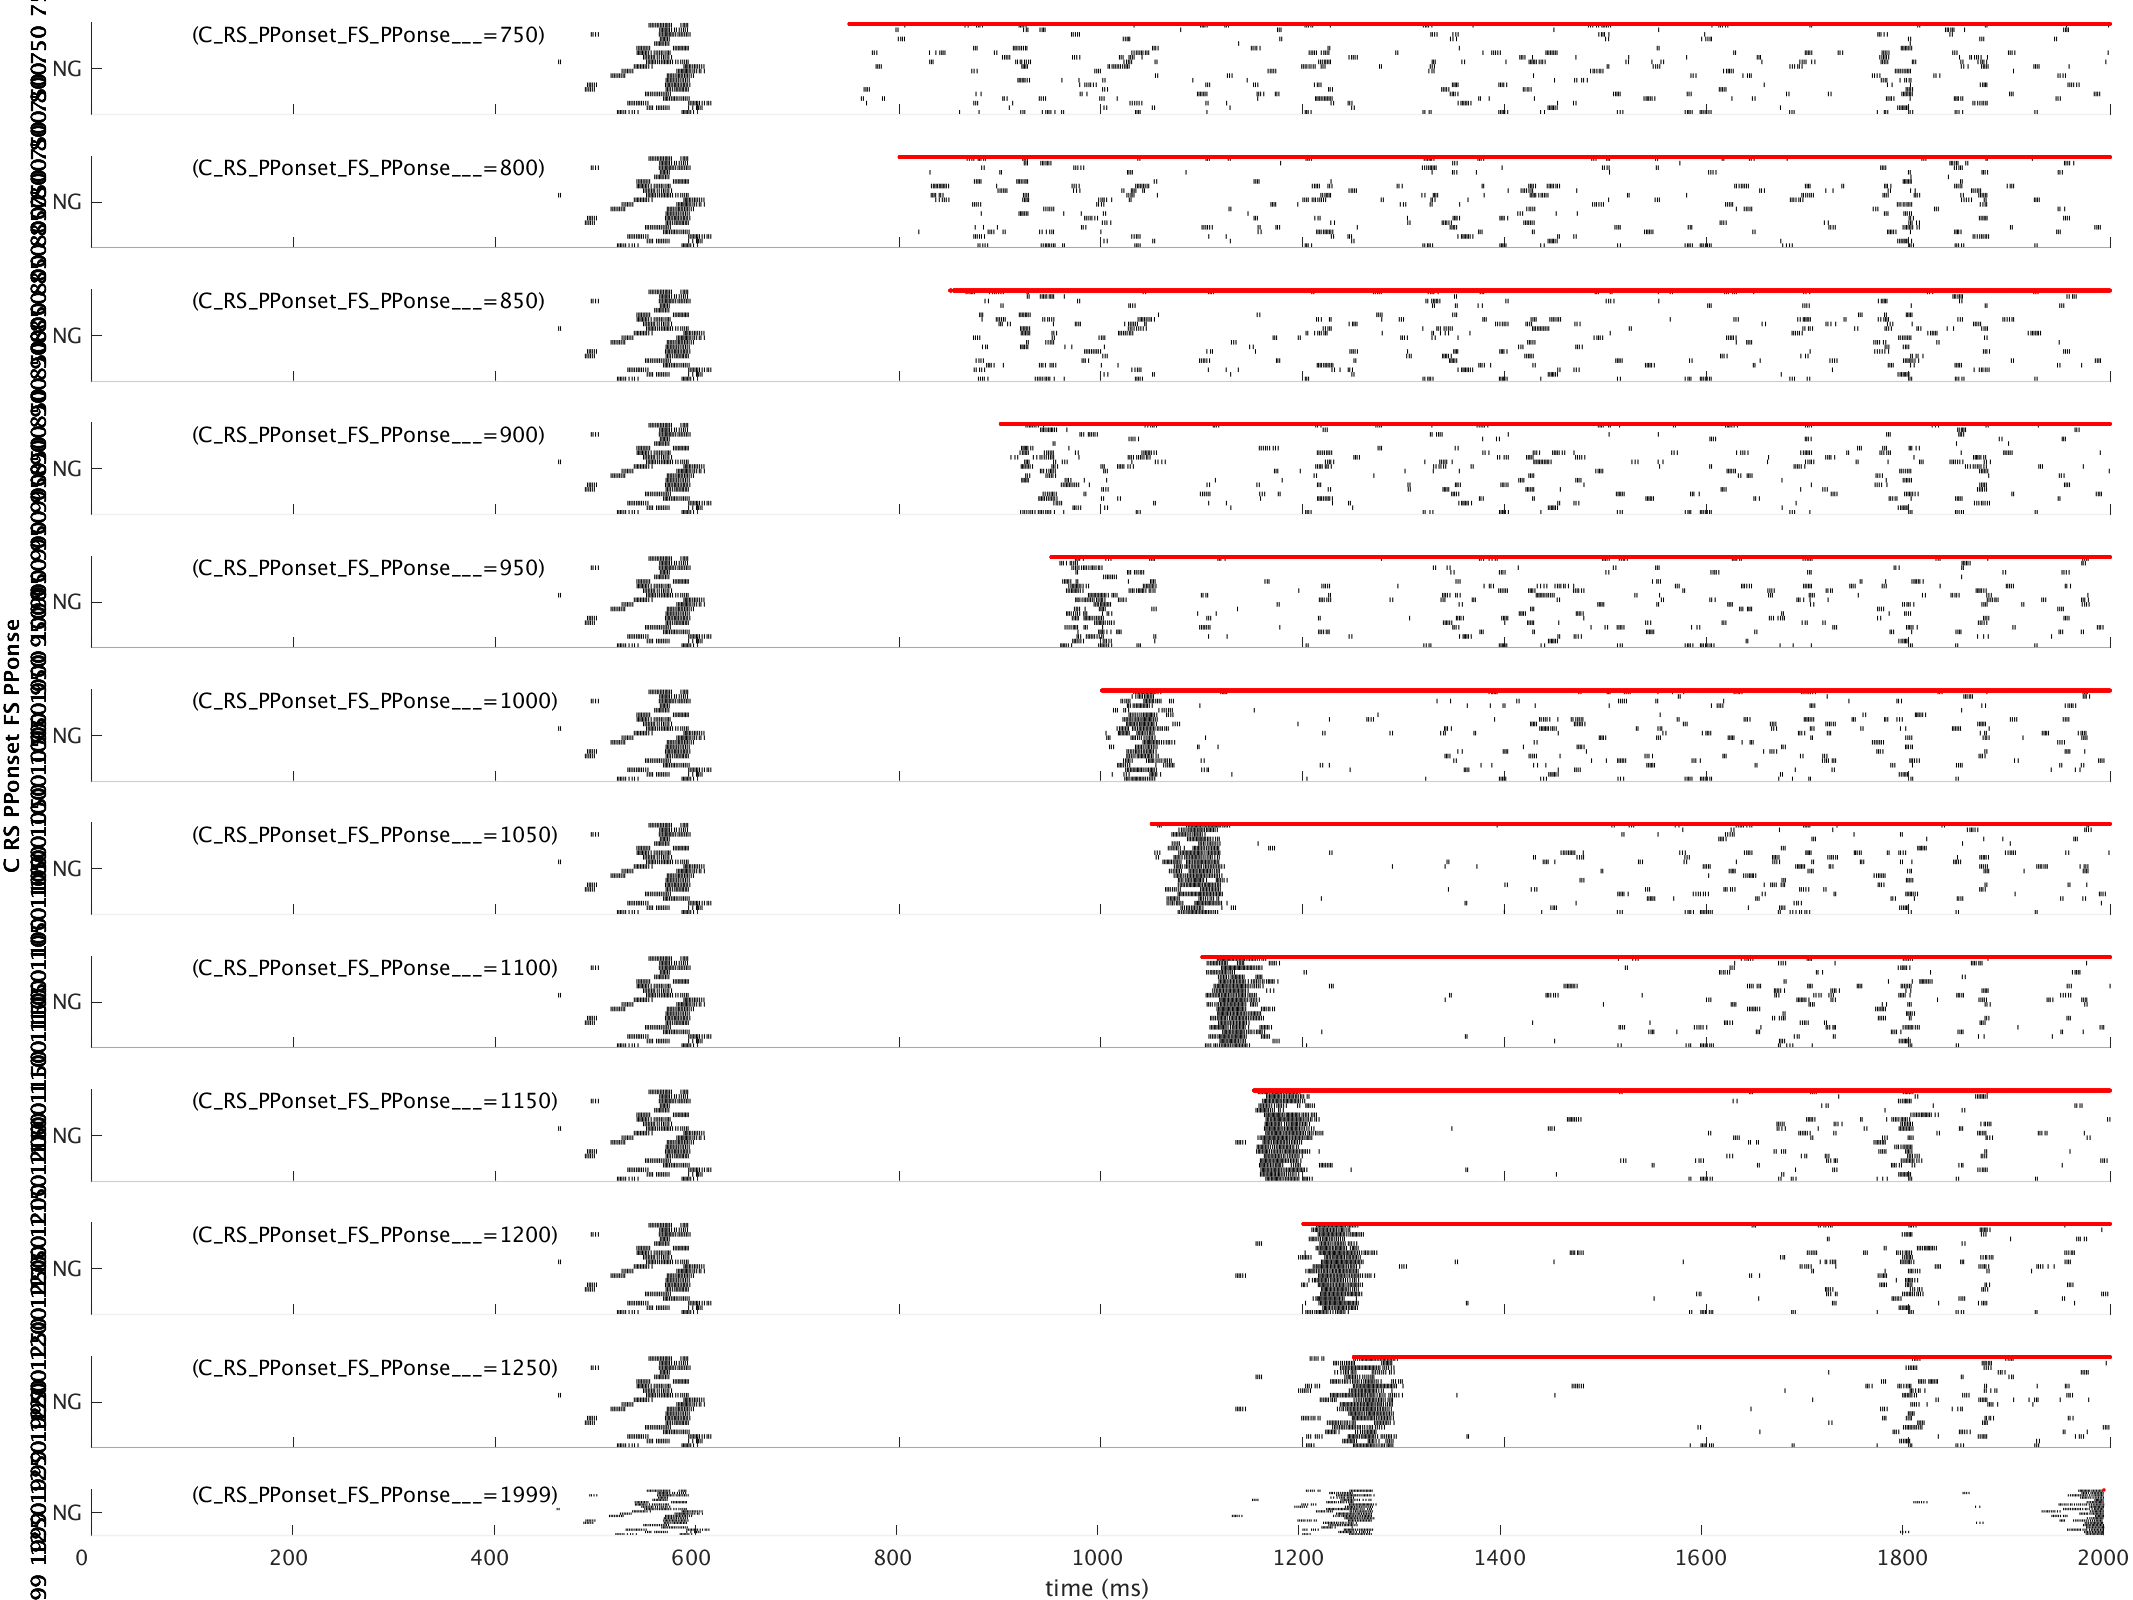 (C_RS_PPonset_FS_PPonse___=750)
NG
(C_RS_PPonset_FS_PPonse___=800)
NG
(C_RS_PPonset_FS_PPonse___=850)
NG
(C_RS_PPonset_FS_PPonse___=900)
NG
(C_RS_PPonset_FS_PPonse___=950)
NG
(C_RS_PPonset_FS_PPonse___=1000)
NG
(C_RS_PPonset_FS_PPonse___=1050)
NG
(C_RS_PPonset_FS_PPonse___=1100)
NG
(C_RS_PPonset_FS_PPonse___=1150)
NG
(C_RS_PPonset_FS_PPonse___=1200)
NG
(C_RS_PPonset_FS_PPonse___=1250)
NG
(C_RS_PPonset_FS_PPonse___=1999)
NG
0 200 400 600 800 1000 1200 1400 1600 1800 2000
time (ms)
C RS PPonset FS PPonse